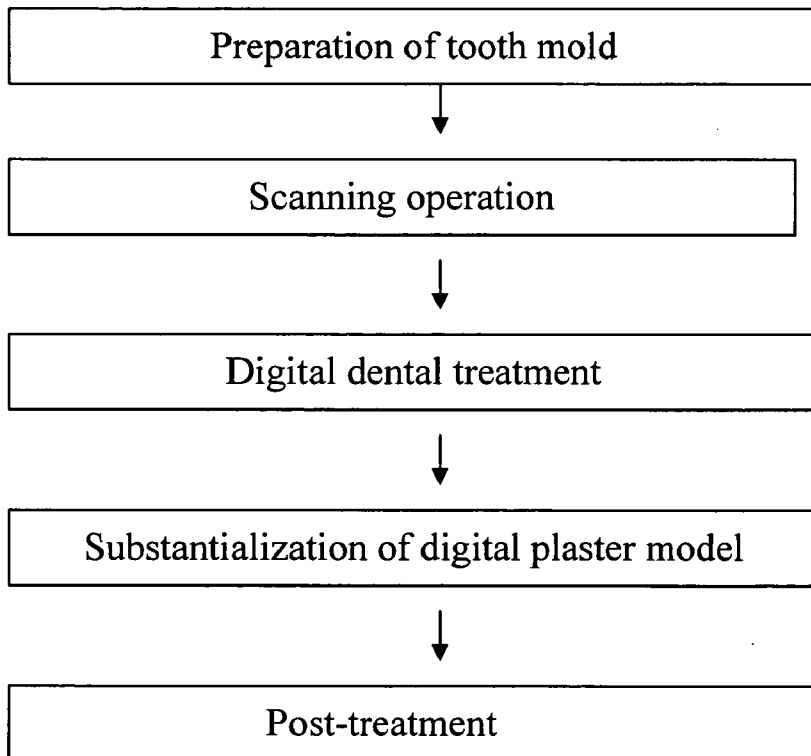 Preparation of tooth mold
Scanning operation
Digital dental treatment
Substantialization of digital plaster model
Post-treatment